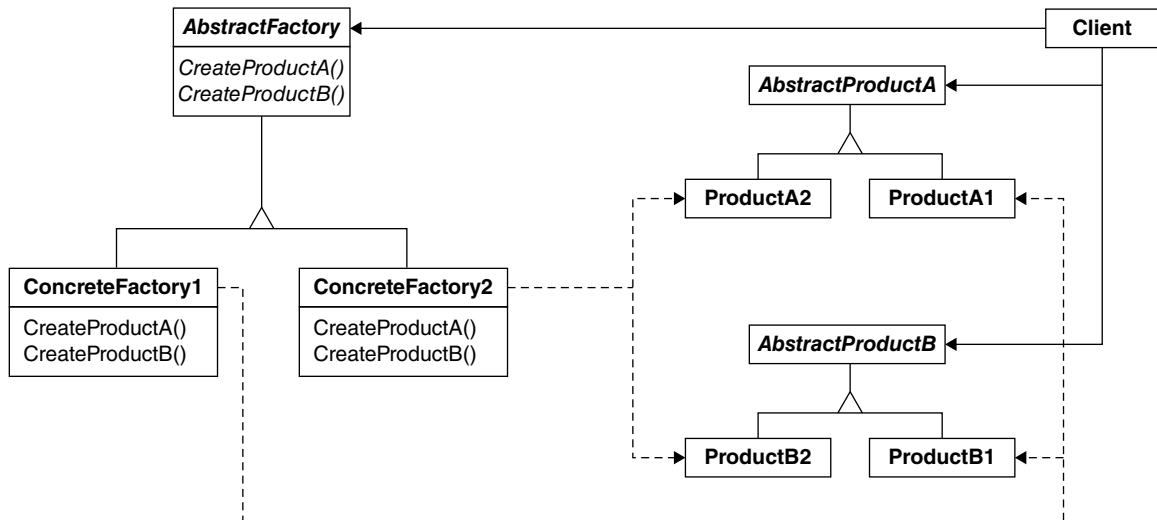 AbstractFactory
CreateProductA()
CreateProductB()
Client
AbstractProductA
ProductA2
ProductA1
ConcreteFactory1
CreateProductA()
CreateProductB()
ConcreteFactory2
CreateProductA()
CreateProductB()
AbstractProductB
ProductB2
ProductB1